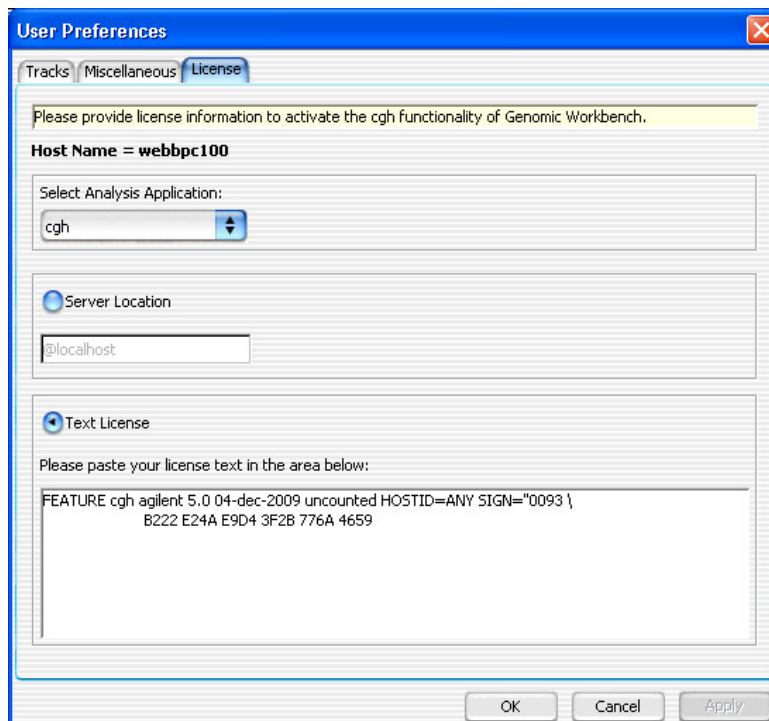 User Preferences
Tracks Miscellaneous License
Please provide license information to activate the cgh functionality of Genomic Workbench.
Host Name = webbpc100
Select Analysis Application:
cgh
Server Location
@localhost
Text License
Please paste your license text in the area below:
FEATURE cgh agilent 5.0 04-dec-2009 uncounted HOSTID=ANY SIGN="0093 \
B222 E24A E9D4 3F2B 776A 4659
OK Cancel Apply